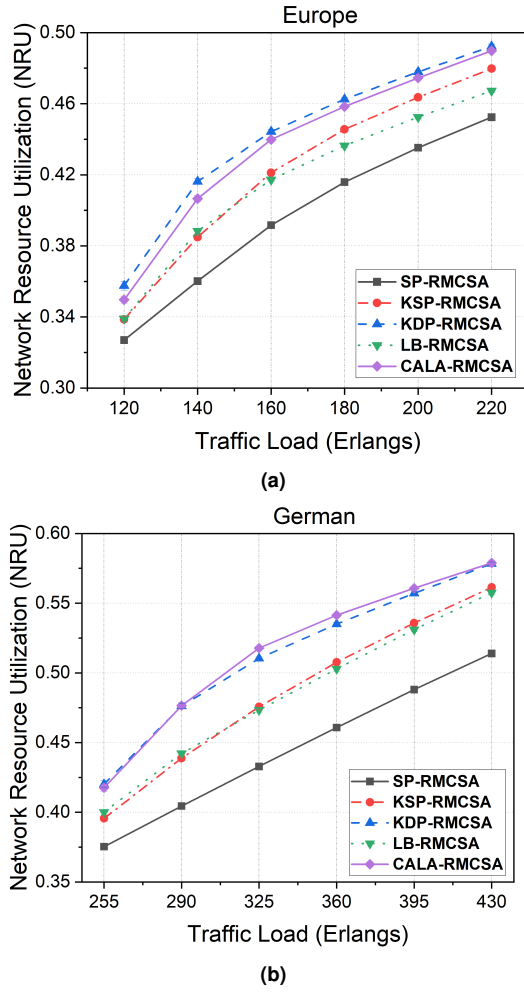 Europe
Network Resource Utilization (NRU)
0.50
0.46
0.42
0.38
0.34
0.30
SP-RMCSA
KSP-RMCSA
KDP-RMCSA
LB-RMCSA
CALA-RMCSA
120 140 160 180 200 220
Traffic Load (Erlangs)
(a)
German
Network Resource Utilization (NRU)
0.60
0.55
0.50
0.45
0.40
0.35
SP-RMCSA
KSP-RMCSA
KDP-RMCSA
LB-RMCSA
CALA-RMCSA
255 290 325 360 395 430
Traffic Load (Erlangs)
(b)